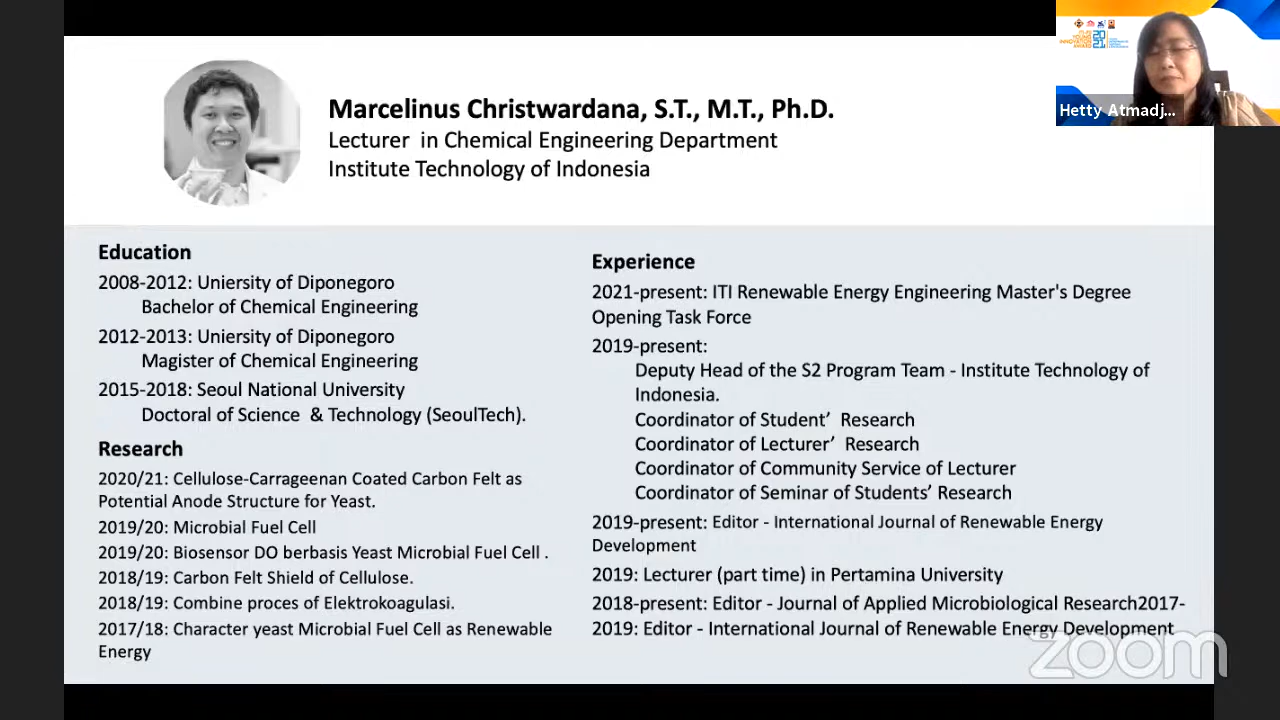 Marcelinus Christwardana, S.T., M.T., Ph.D.
Lecturer in Chemical Engineering Department
Institute Technology of Indonesia
Education
2008-2012: Uniersity of Diponegoro
Bachelor of Chemical Engineering
2012-2013: Uniersity of Diponegoro
Magister of Chemical Engineering
2015-2018: Seoul National University
Doctoral of Science & Technology (SeoulTech).
Research
2020/21: Cellulose-Carrageenan Coated Carbon Felt as
Potential Anode Structure for Yeast.
2019/20: Microbial Fuel Cell
2019/20: Biosensor DO berbasis Yeast Microbial Fuel Cell .
2018/19: Carbon Felt Shield of Cellulose.
2018/19: Combine proces of Elektrokoagulasi.
2017/18: Character yeast Microbial Fuel Cell as Renewable
Energy
Experience
2021-present: ITI Renewable Energy Engineering Master's Degree
Opening Task Force
2019-present:
Deputy Head of the S2 Program Team - Institute Technology of
Indonesia.
Coordinator of Student’ Research
Coordinator of Lecturer’ Research
Coordinator of Community Service of Lecturer
Coordinator of Seminar of Students’ Research
2019-present: Editor - International Journal of Renewable Energy
Development
2019: Lecturer (part time) in Pertamina University
2018-present: Editor - Journal of Applied Microbiological Research2017-
2019: Editor - International Journal of Renewable Energy Development
2021
Hetty Atmadj...
zoom